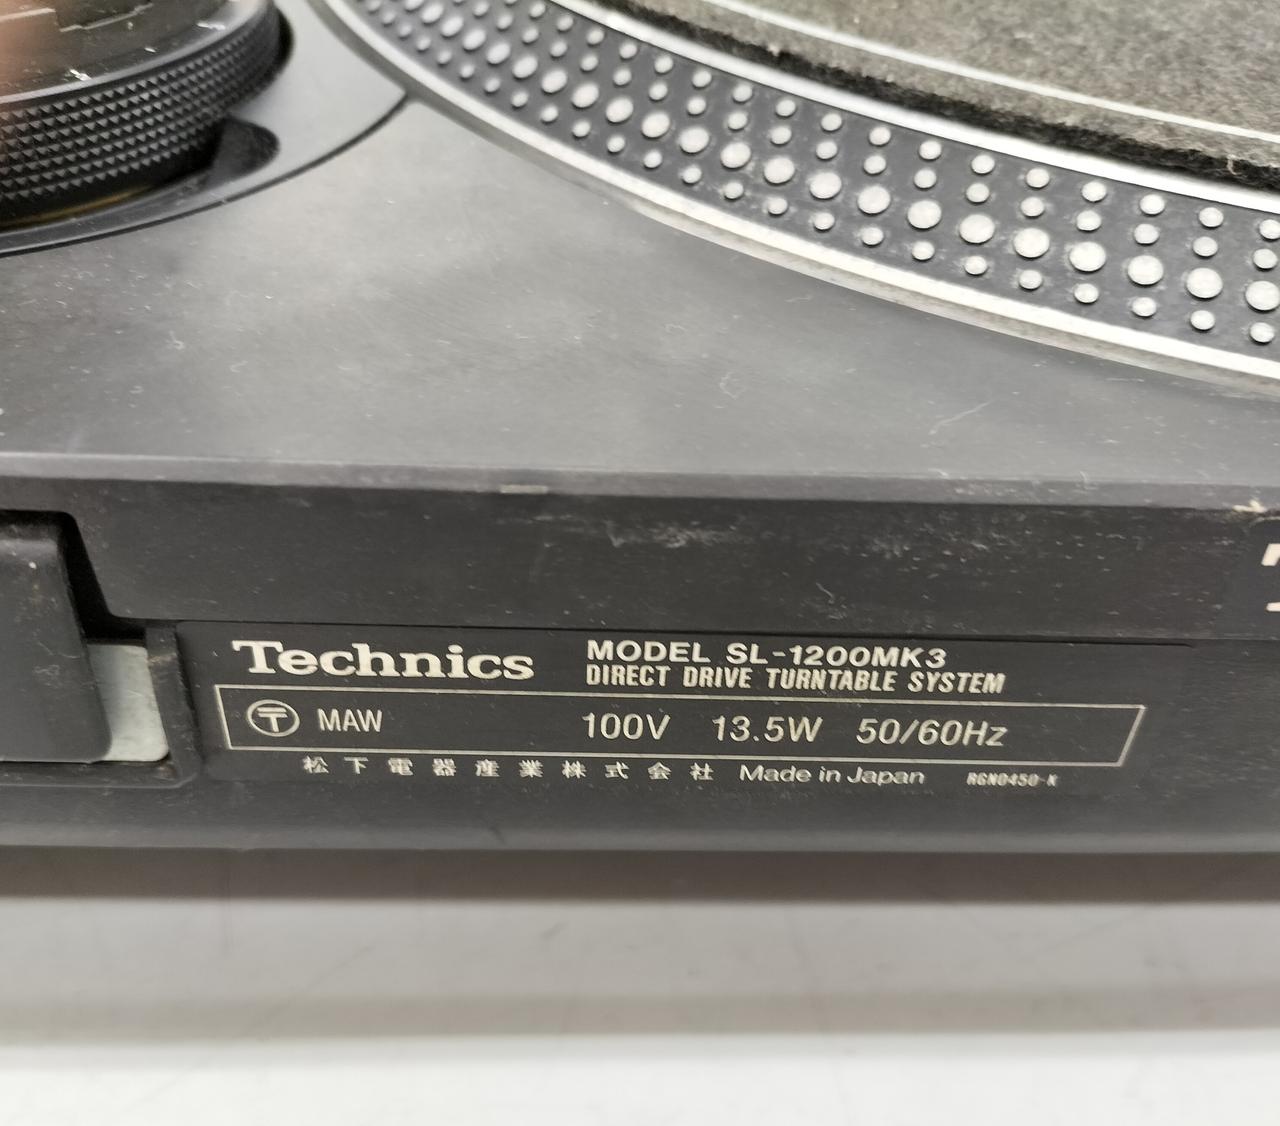 Technics
MODEL SL-1200MK3
DIRECT DRIVE TURNTABLE SYSTEM
〒 MAW 100V 13.5W 50/60Hz
松下電器産業株式会社 Made in Japan RGN0450-K